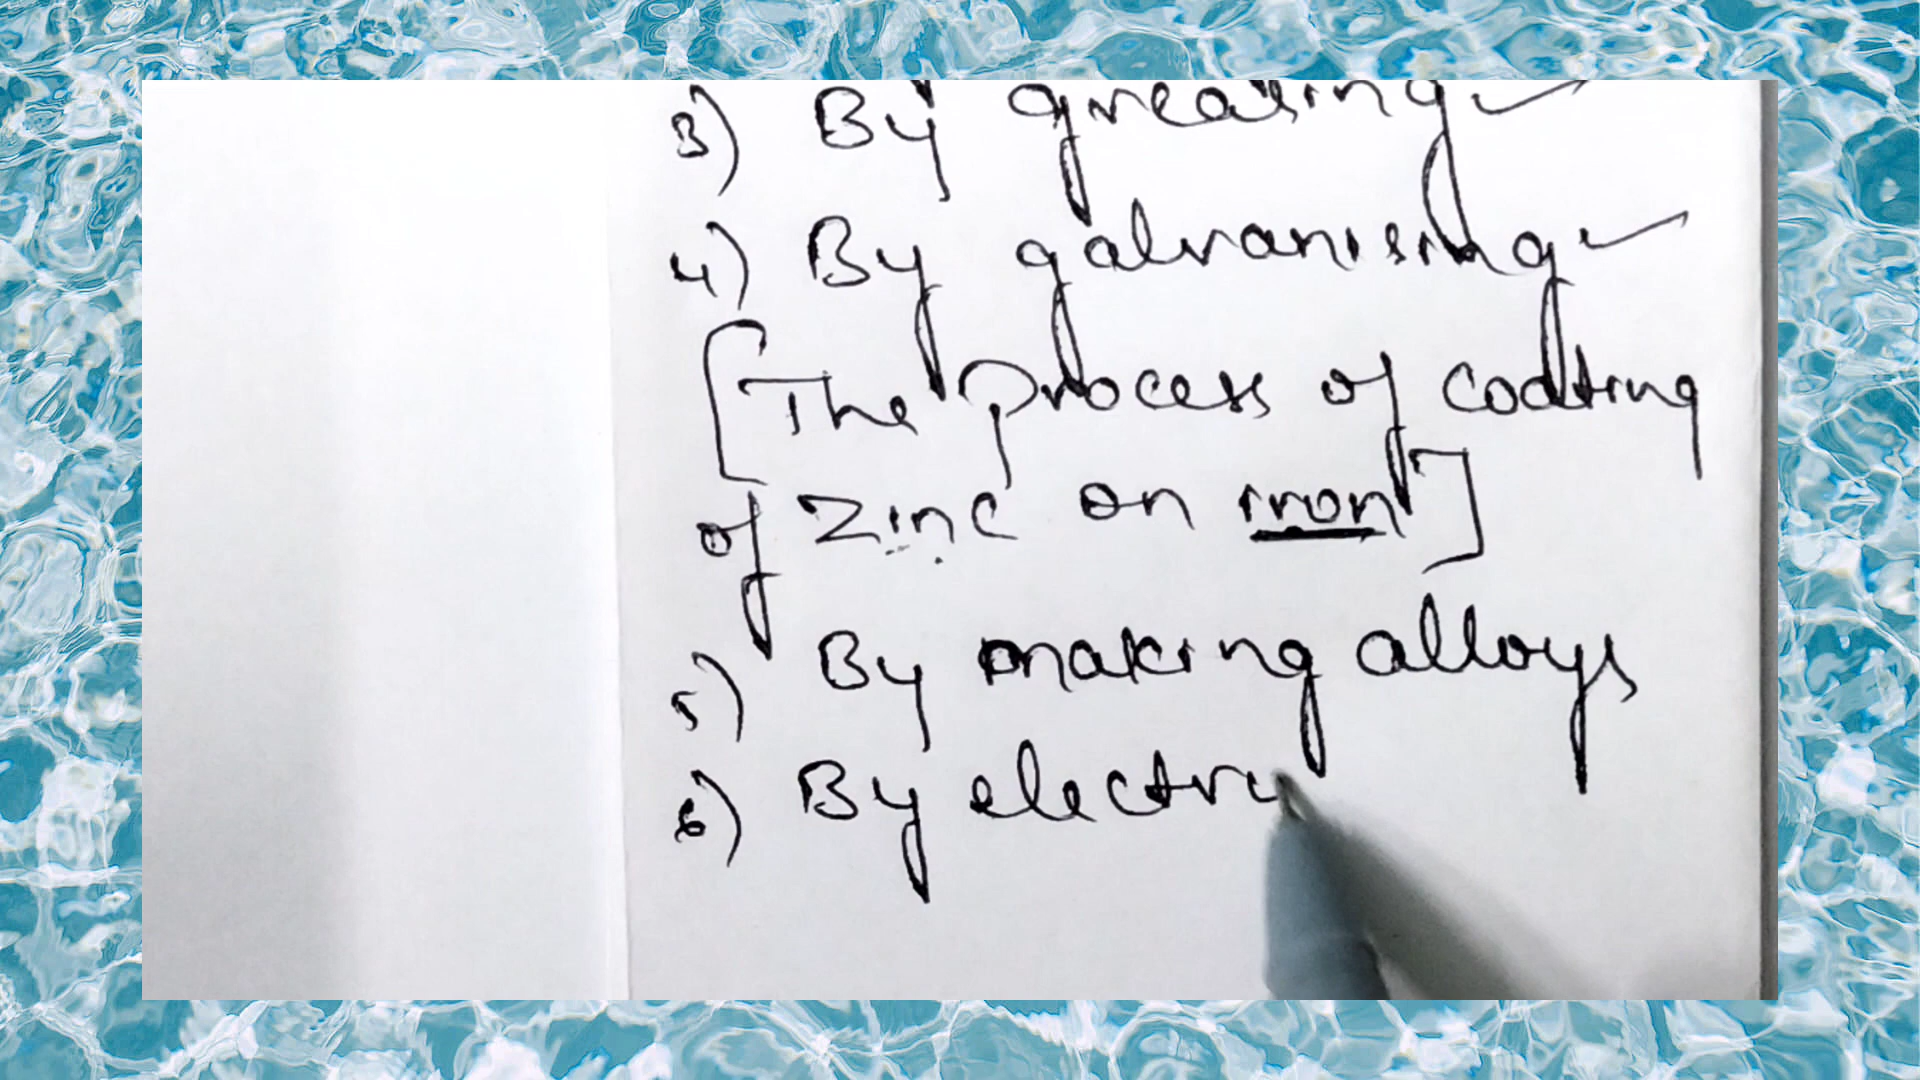 3) By greasing
4) By galvanising
[The process of coating
of Zinc on iron]
5) By making alloys
6) By electri